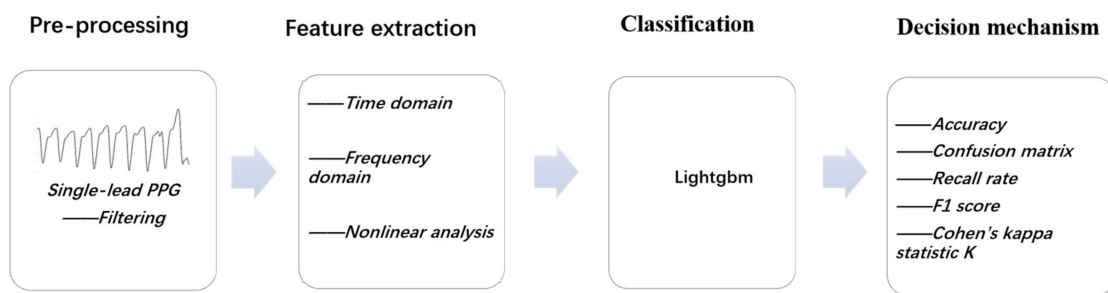 Pre-processing
Feature extraction
Classification
Decision mechanism
Single-lead PPG
——Filtering
——Time domain
——Frequency
domain
——Nonlinear analysis
Lightgbm
——Accuracy
——Confusion matrix
——Recall rate
——F1 score
——Cohen's kappa
statistic K